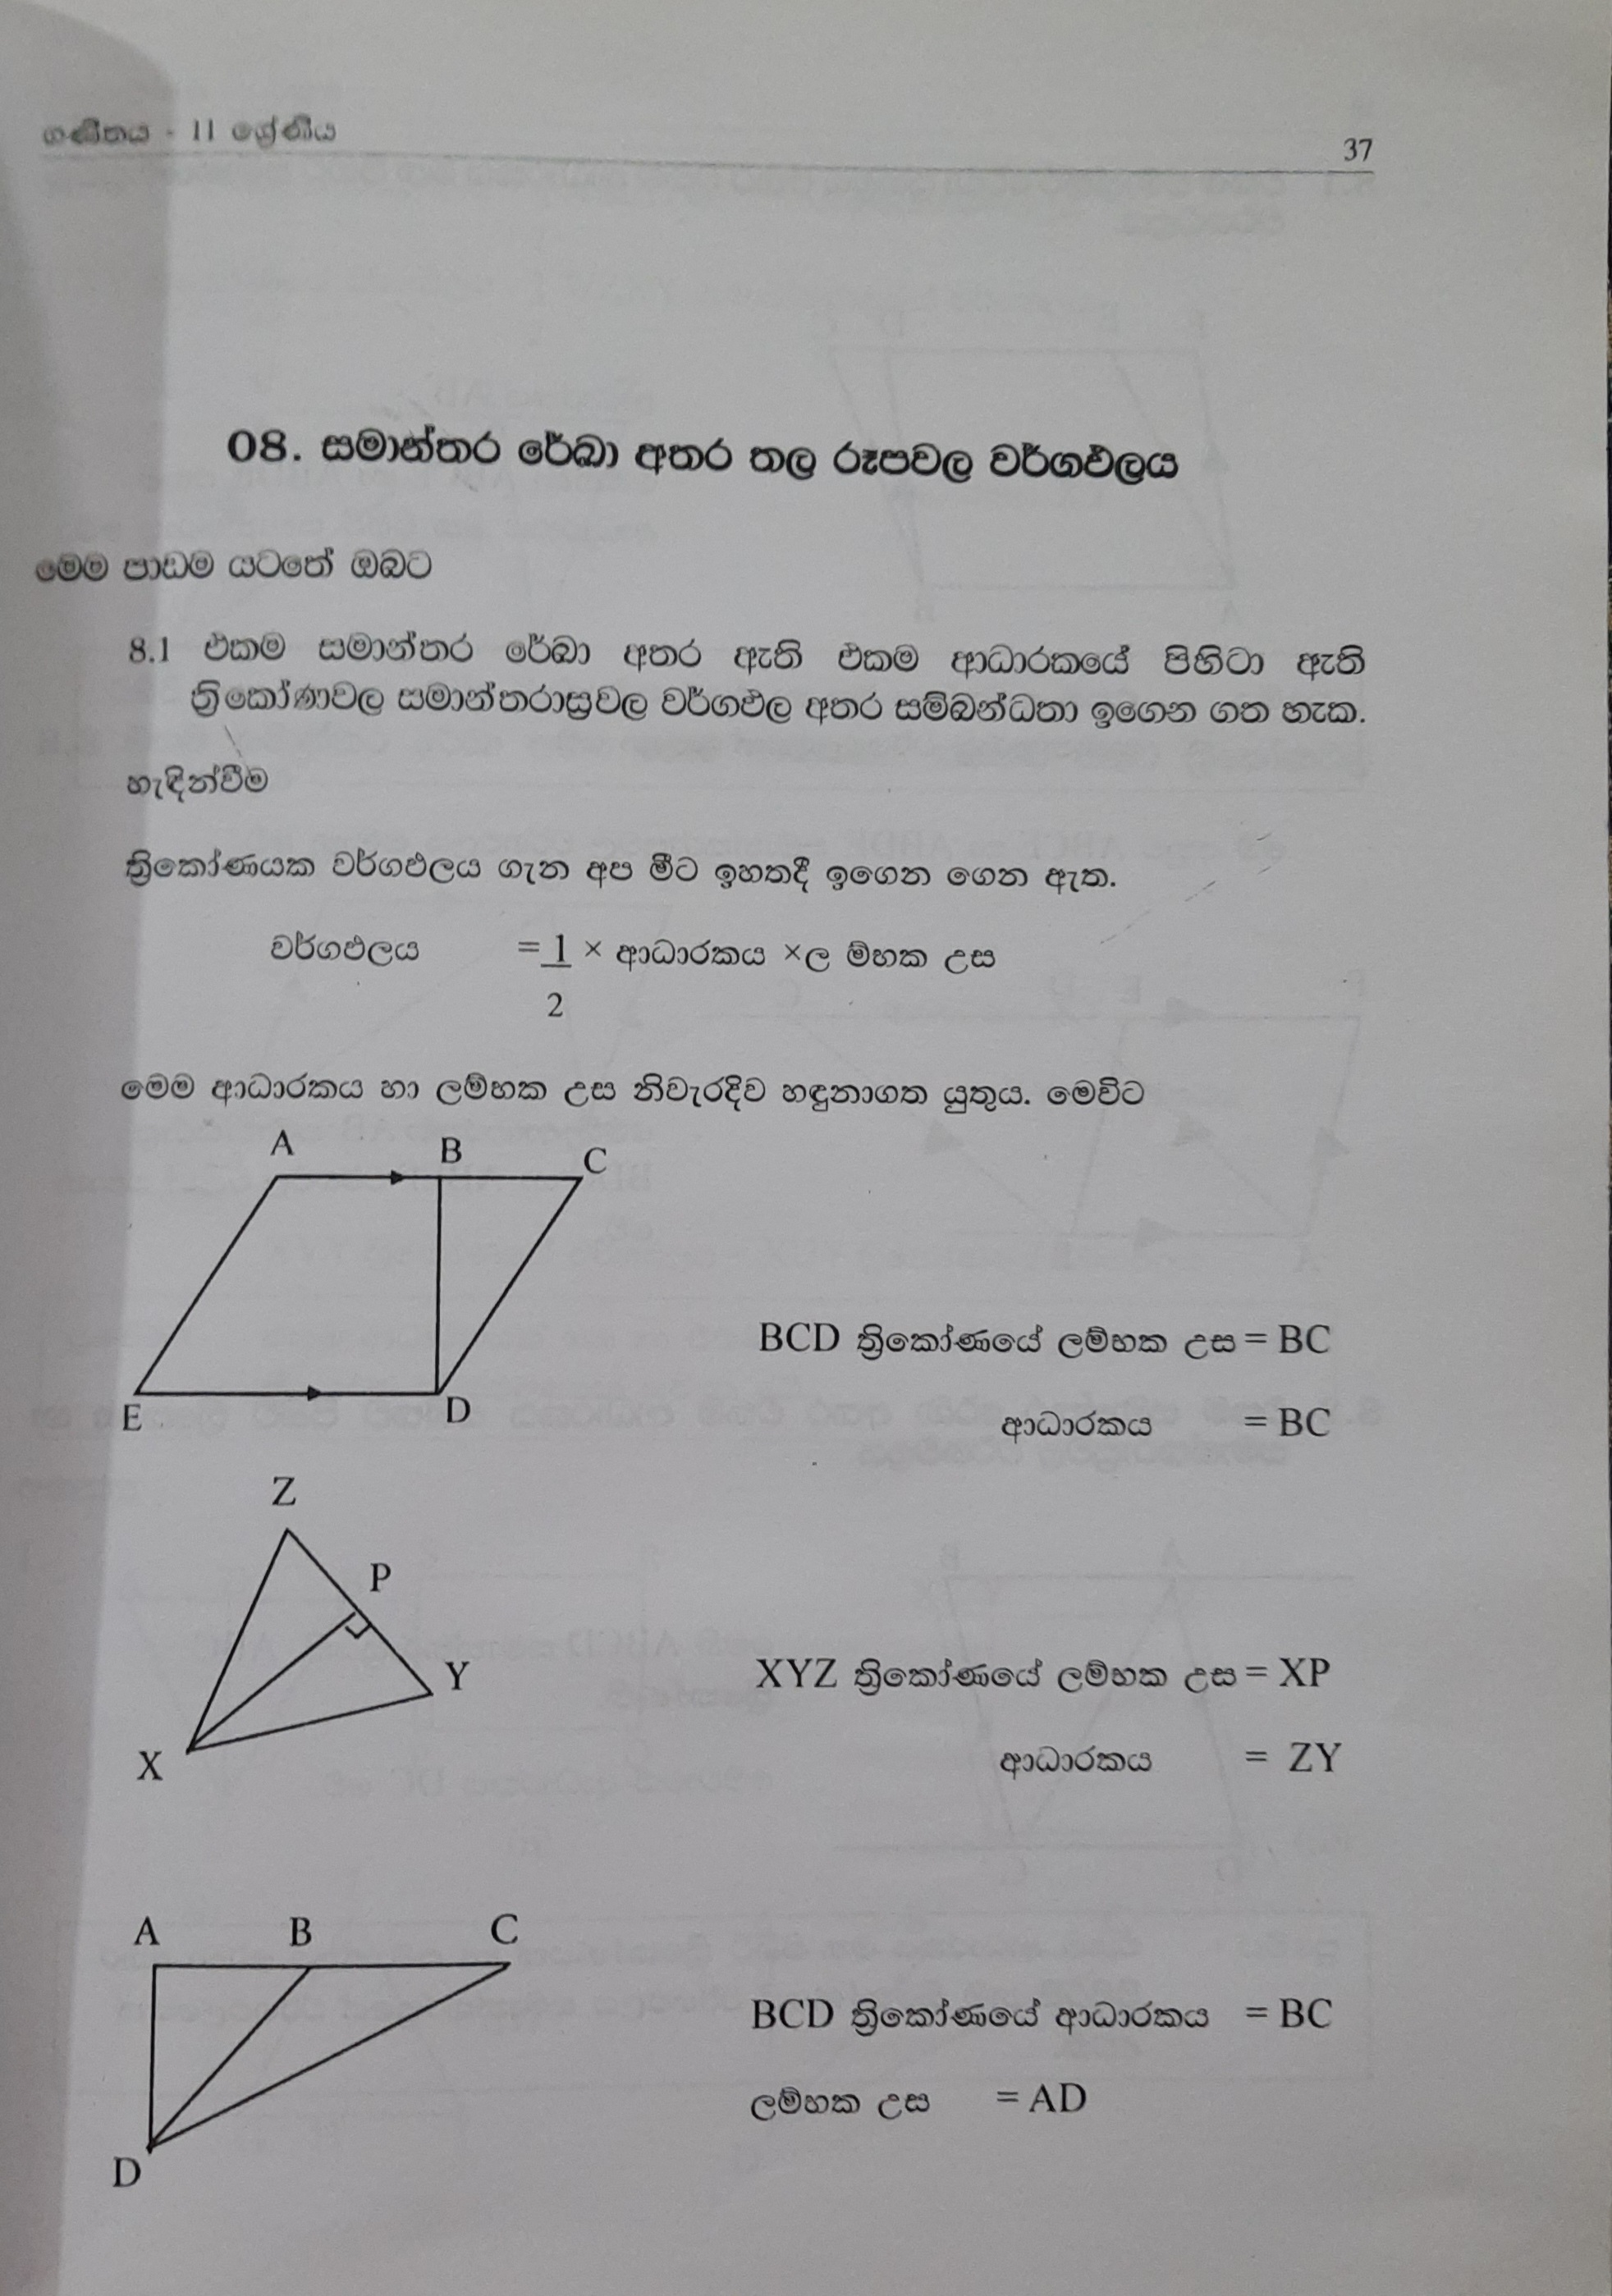 ගණිතය - 11 ශ්‍රේණිය
37
08. සමාන්තර රේඛා අතර තල රූපවල වර්ගඵලය
මෙම පාඩම යටතේ ඔබට
8.1 එකම සමාන්තර රේඛා අතර ඇති එකම ආධාරකයේ පිහිටා ඇති
ත්‍රිකෝණවල සමාන්තරාස්‍රවල වර්ගඵල අතර සම්බන්ධතා ඉගෙන ගත හැක.
හැඳින්වීම
ත්‍රිකෝණයක වර්ගඵලය ගැන අප මීට ඉහතදී ඉගෙන ගෙන ඇත.
වර්ගඵලය = 1 × ආධාරකය ×ල ම්භක උස
2
මෙම ආධාරකය හා ලම්භක උස නිවැරදිව හඳුනාගත යුතුය. මෙවිට
A B C
BCD ත්‍රිකෝණයේ ලම්භක උස = BC
E D
ආධාරකය = BC
Z
P
Y
XYZ ත්‍රිකෝණයේ ලම්භක උස = XP
X
ආධාරකය = ZY
A B C
BCD ත්‍රිකෝණයේ ආධාරකය = BC
ලම්භක උස = AD
D